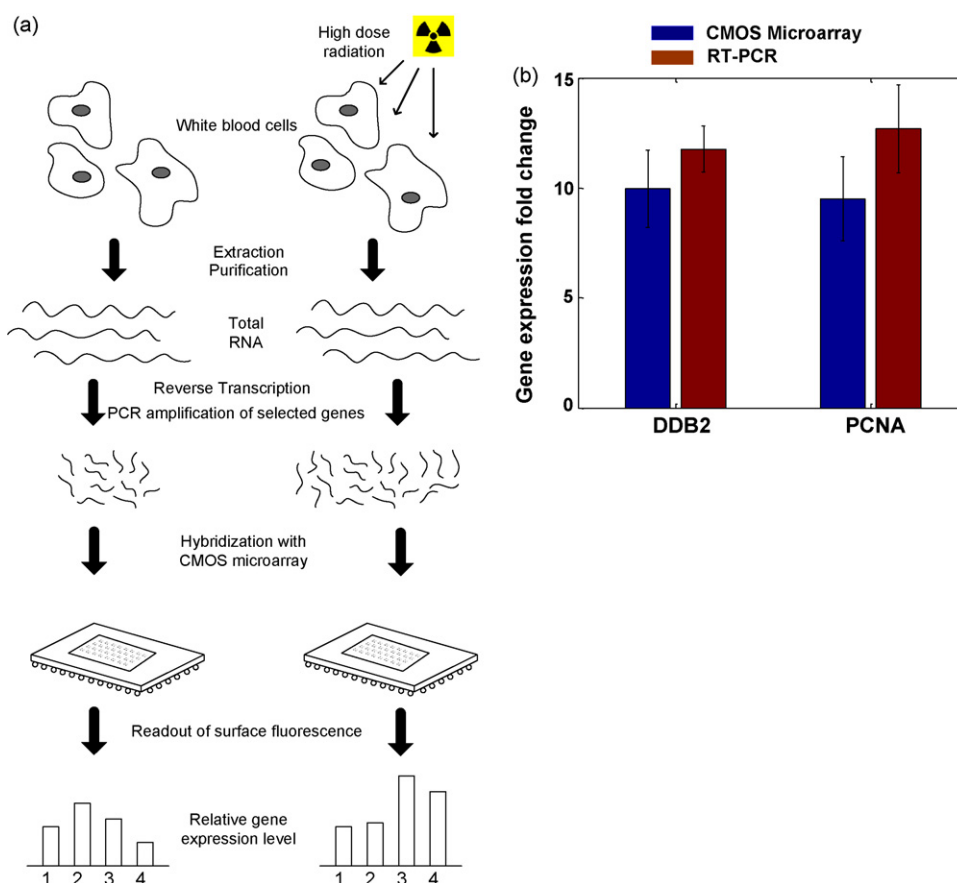 (a)
High dose
radiation
White blood cells
Extraction
Purification
Total
RNA
Reverse Transcription
PCR amplification of selected genes
Hybridization with
CMOS microarray
Readout of surface fluorescence
Relative gene
expression level
1 2 3 4
1 2 3 4
CMOS Microarray
RT-PCR
(b)
Gene expression fold change
15
10
5
0
DDB2 PCNA